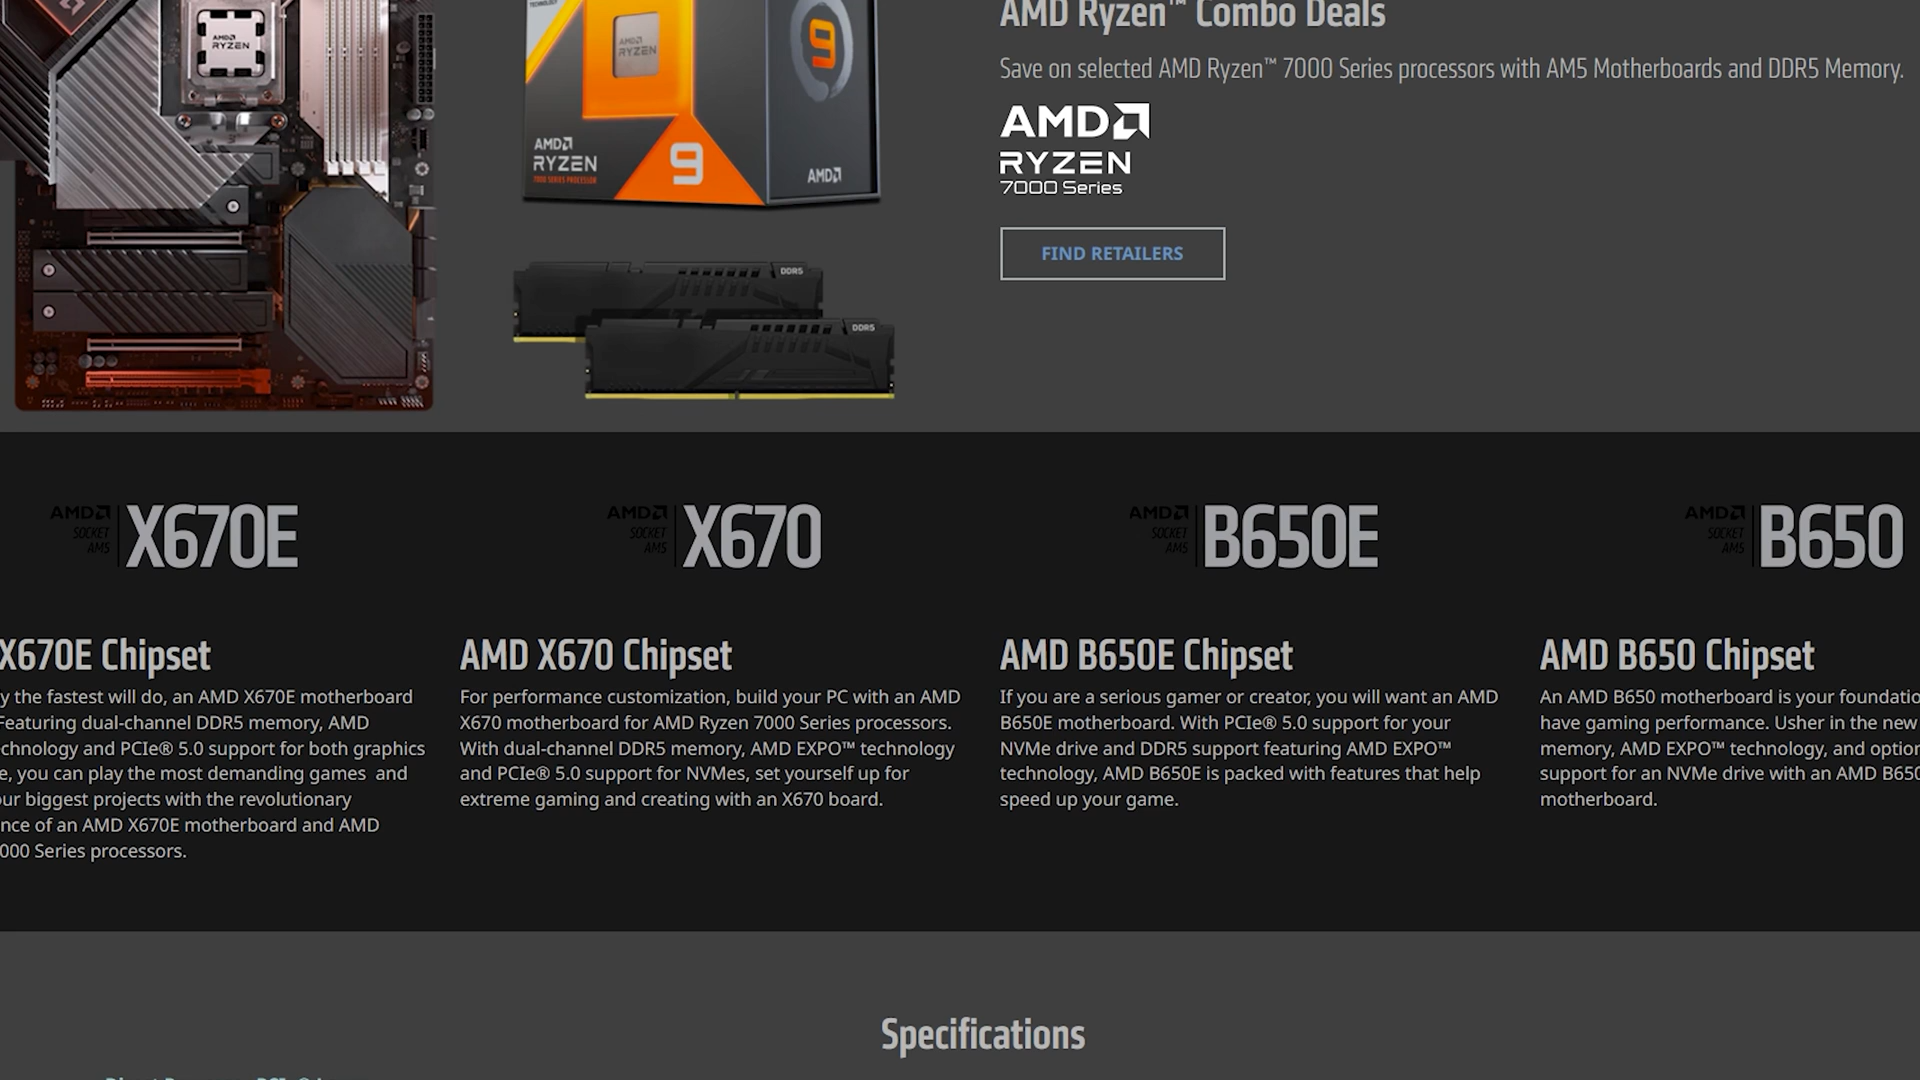 AMD Ryzen™ Combo Deals
Save on selected AMD Ryzen™ 7000 Series processors with AM5 Motherboards and DDR5 Memory.
AMD
RYZEN
7000 Series
FIND RETAILERS
AMD
RYZEN
TECHNOLOGY
AMD
RYZEN
9
AMD
RYZEN
7000 SERIES PROCESSOR
9
AMD
DDR5
DDR5
AMD
SOCKET
AM5
X670E
AMD
SOCKET
AM5
X670
AMD
SOCKET
AM5
B650E
AMD
SOCKET
AM5
B650
X670E Chipset
y the fastest will do, an AMD X670E motherboard
Featuring dual-channel DDR5 memory, AMD
chnology and PCIe® 5.0 support for both graphics
e, you can play the most demanding games and
ur biggest projects with the revolutionary
nce of an AMD X670E motherboard and AMD
000 Series processors.
AMD X670 Chipset
For performance customization, build your PC with an AMD
X670 motherboard for AMD Ryzen 7000 Series processors.
With dual-channel DDR5 memory, AMD EXPO™ technology
and PCIe® 5.0 support for NVMes, set yourself up for
extreme gaming and creating with an X670 board.
AMD B650E Chipset
If you are a serious gamer or creator, you will want an AMD
B650E motherboard. With PCIe® 5.0 support for your
NVMe drive and DDR5 support featuring AMD EXPO™
technology, AMD B650E is packed with features that help
speed up your game.
AMD B650 Chipset
An AMD B650 motherboard is your foundatio
have gaming performance. Usher in the new
memory, AMD EXPO™ technology, and option
support for an NVMe drive with an AMD B650
motherboard.
Specifications